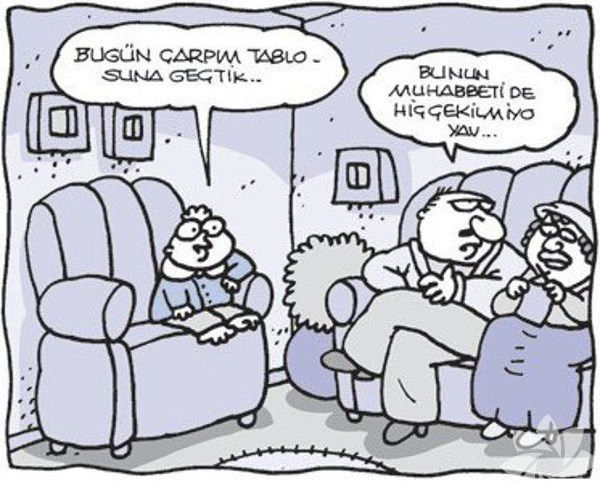 BUGÜN ÇARPIM TABLO-
SUNA GEÇTİK..
BUNUN
MUHABBETİ DE
HİÇ ÇEKİLMİYO
YAV...